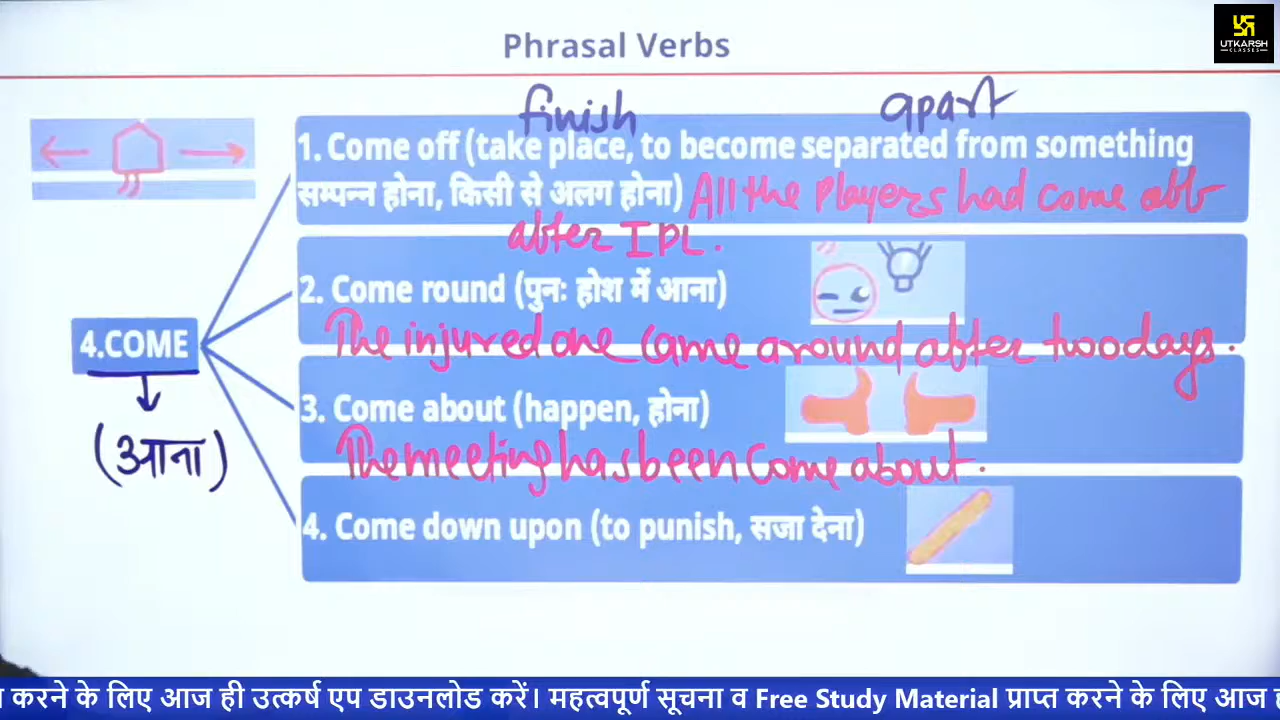 Phrasal Verbs
UTKARSH
CLASSES
finish
apart
1. Come off (take place, to become separated from something
सम्पन्न होना, किसी से अलग होना) All the Players had come off
after IPL.
2. Come round (पुनः होश में आना)
The injured one came around after two days.
4.COME
(आना)
3. Come about (happen, होना)
The meeting has been come about.
4. Come down upon (to punish, सजा देना)
करने के लिए आज ही उत्कर्ष एप डाउनलोड करें। महत्वपूर्ण सूचना व Free Study Material प्राप्त करने के लिए आज